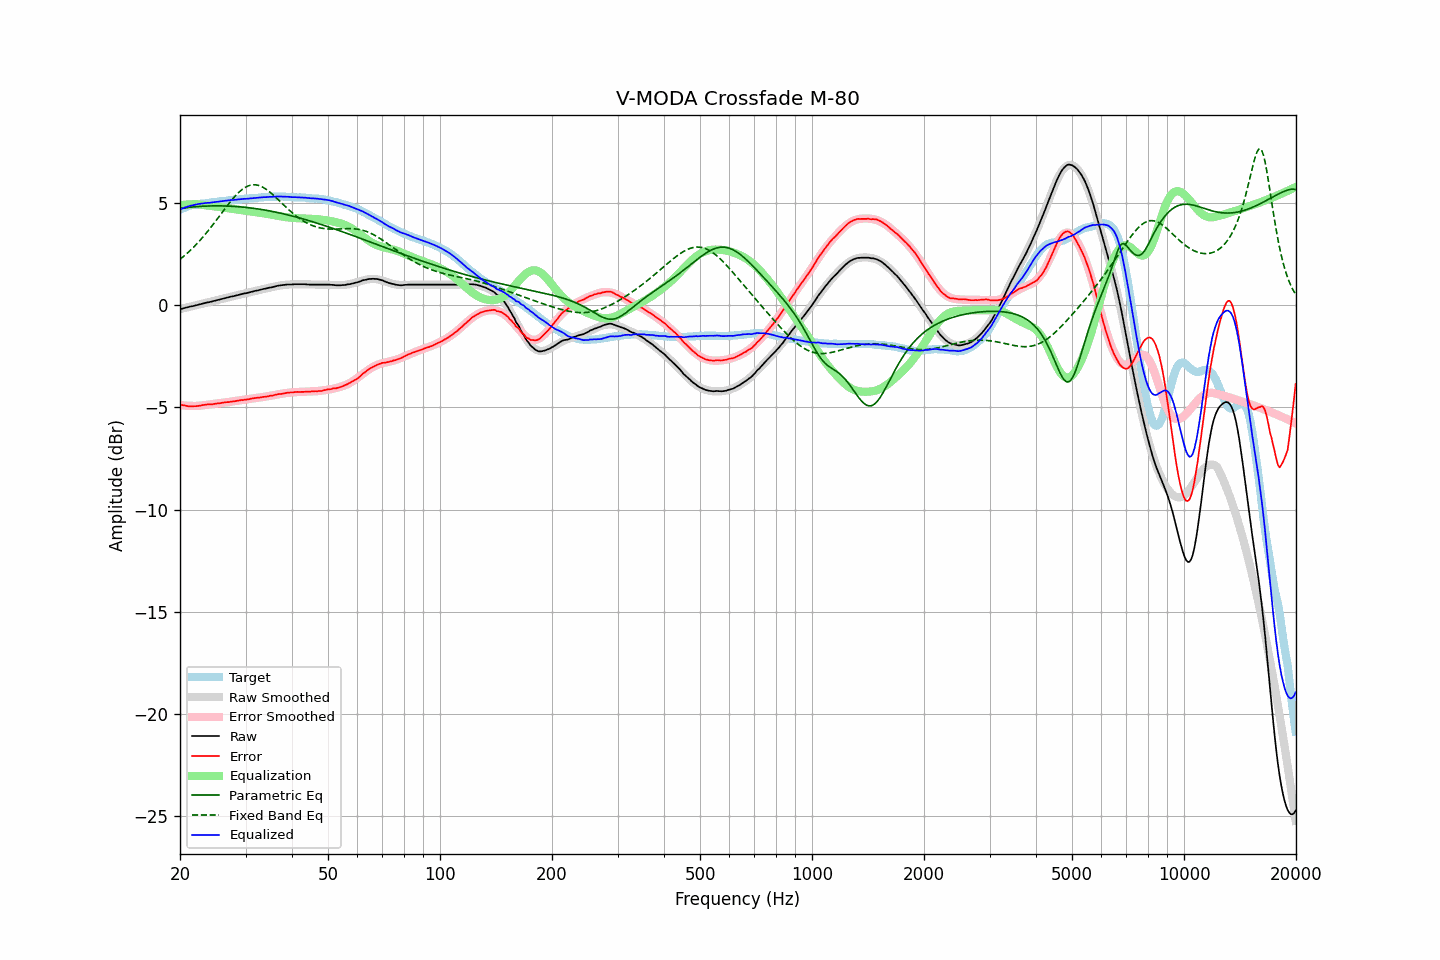 V-MODA Crossfade M-80
Amplitude (dBr)
5
0
−5
−10
−15
−20
−25
Target
Raw Smoothed
Error Smoothed
Raw
Error
Equalization
Parametric Eq
Fixed Band Eq
Equalized
20
50
100
200
500
1000
2000
5000
10000
20000
Frequency (Hz)